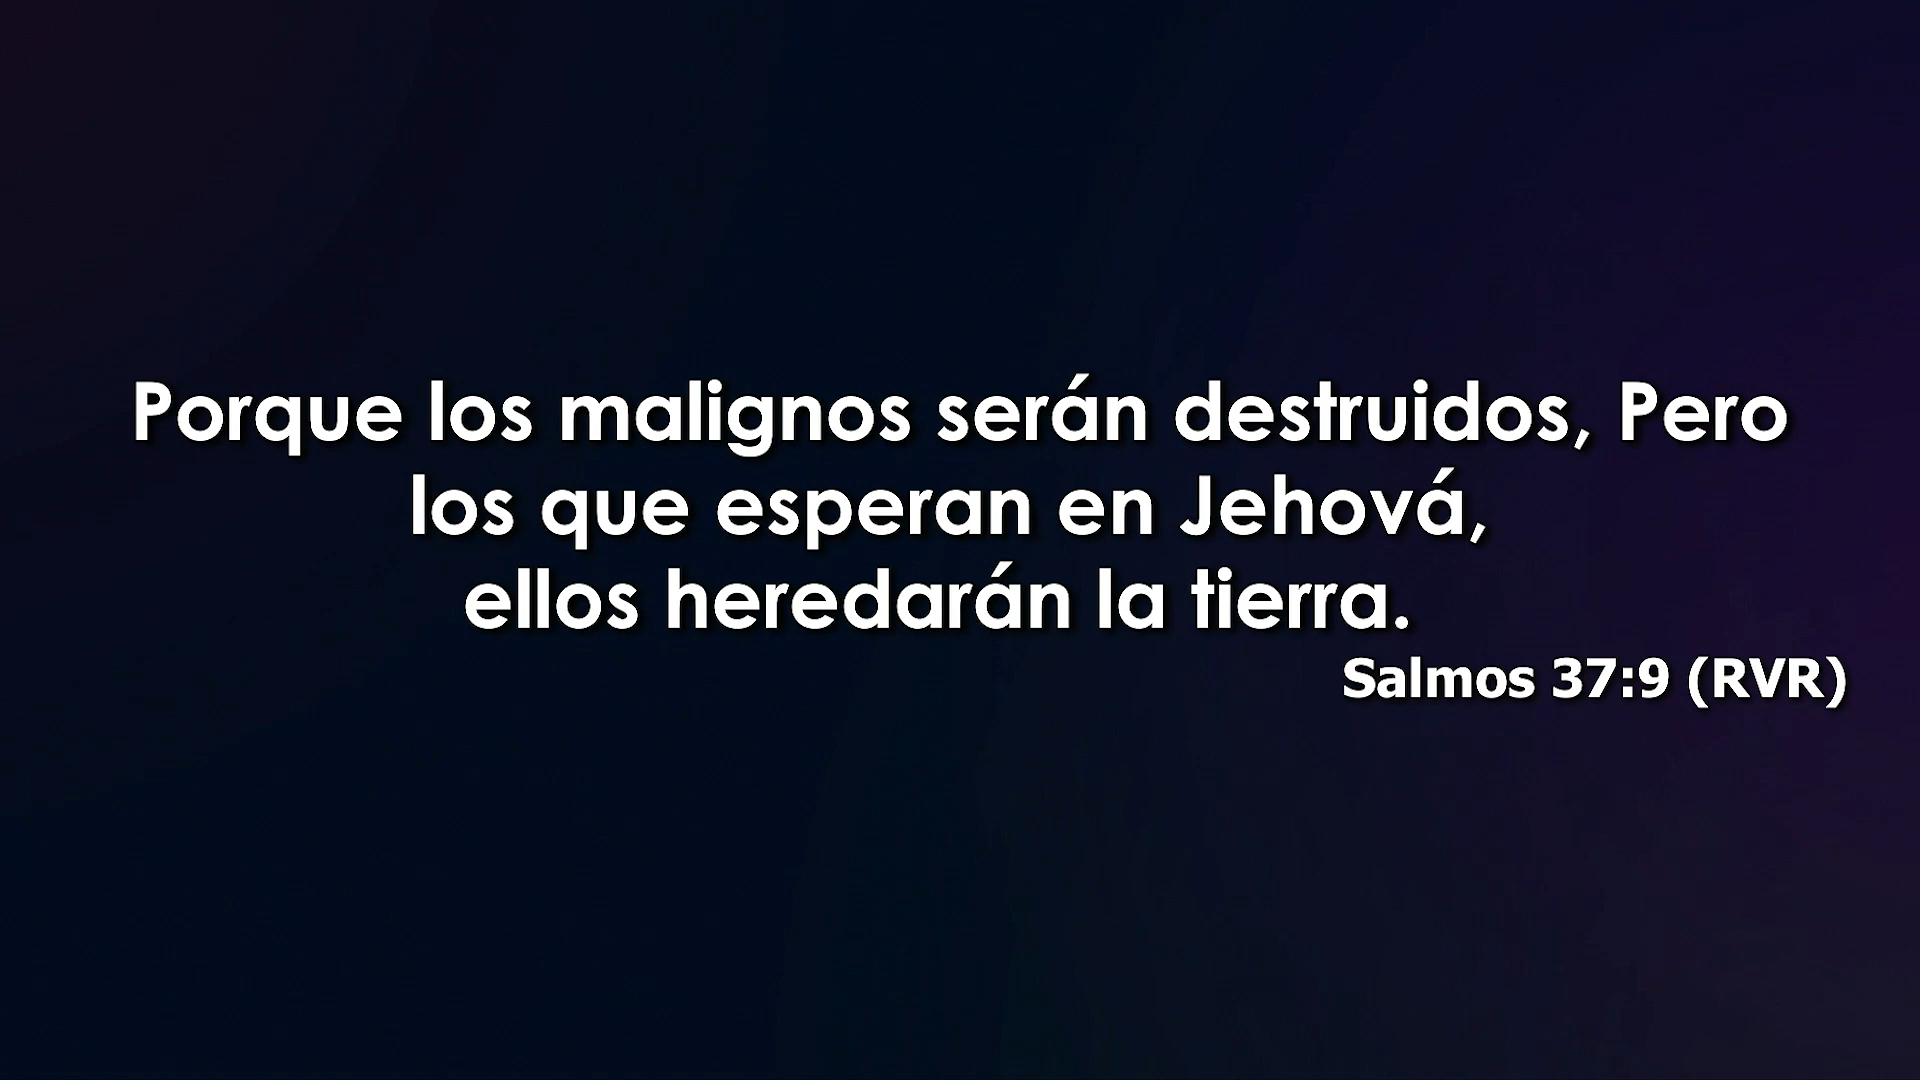 Porque los malignos serán destruidos, Pero
los que esperan en Jehová,
ellos heredarán la tierra.
Salmos 37:9 (RVR)